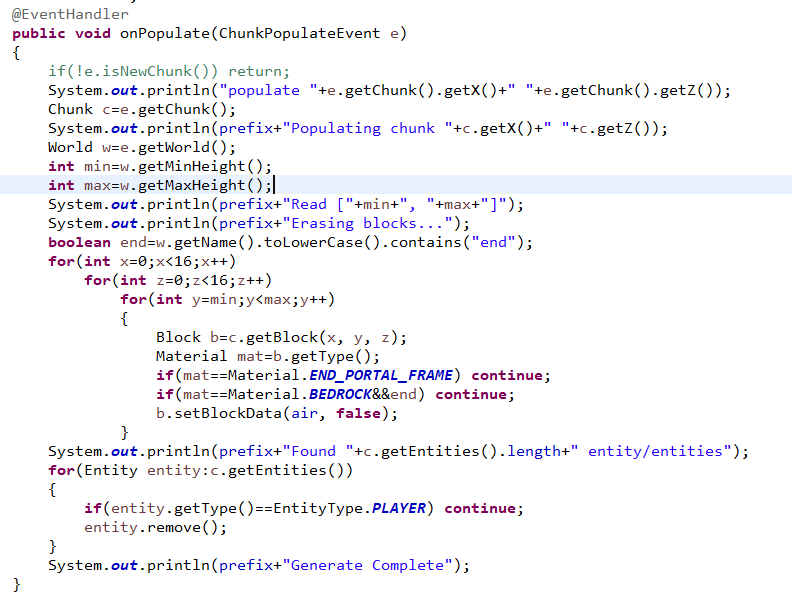 @EventHandler
public void onPopulate(ChunkPopulateEvent e)
{
    if(!e.isNewChunk()) return;
    System.out.println("populate "+e.getChunk().getX()+" "+e.getChunk().getZ());
    Chunk c=e.getChunk();
    System.out.println(prefix+"Populating chunk "+c.getX()+" "+c.getZ());
    World w=e.getWorld();
    int min=w.getMinHeight();
    int max=w.getMaxHeight();
    System.out.println(prefix+"Read ["+min+", "+max+"]");
    System.out.println(prefix+"Erasing blocks...");
    boolean end=w.getName().toLowerCase().contains("end");
    for(int x=0;x<16;x++)
        for(int z=0;z<16;z++)
            for(int y=min;y<max;y++)
            {
                Block b=c.getBlock(x, y, z);
                Material mat=b.getType();
                if(mat==Material.END_PORTAL_FRAME) continue;
                if(mat==Material.BEDROCK&&end) continue;
                b.setBlockData(air, false);
            }
    System.out.println(prefix+"Found "+c.getEntities().length+" entity/entities");
    for(Entity entity:c.getEntities())
    {
        if(entity.getType()==EntityType.PLAYER) continue;
        entity.remove();
    }
    System.out.println(prefix+"Generate Complete");
}